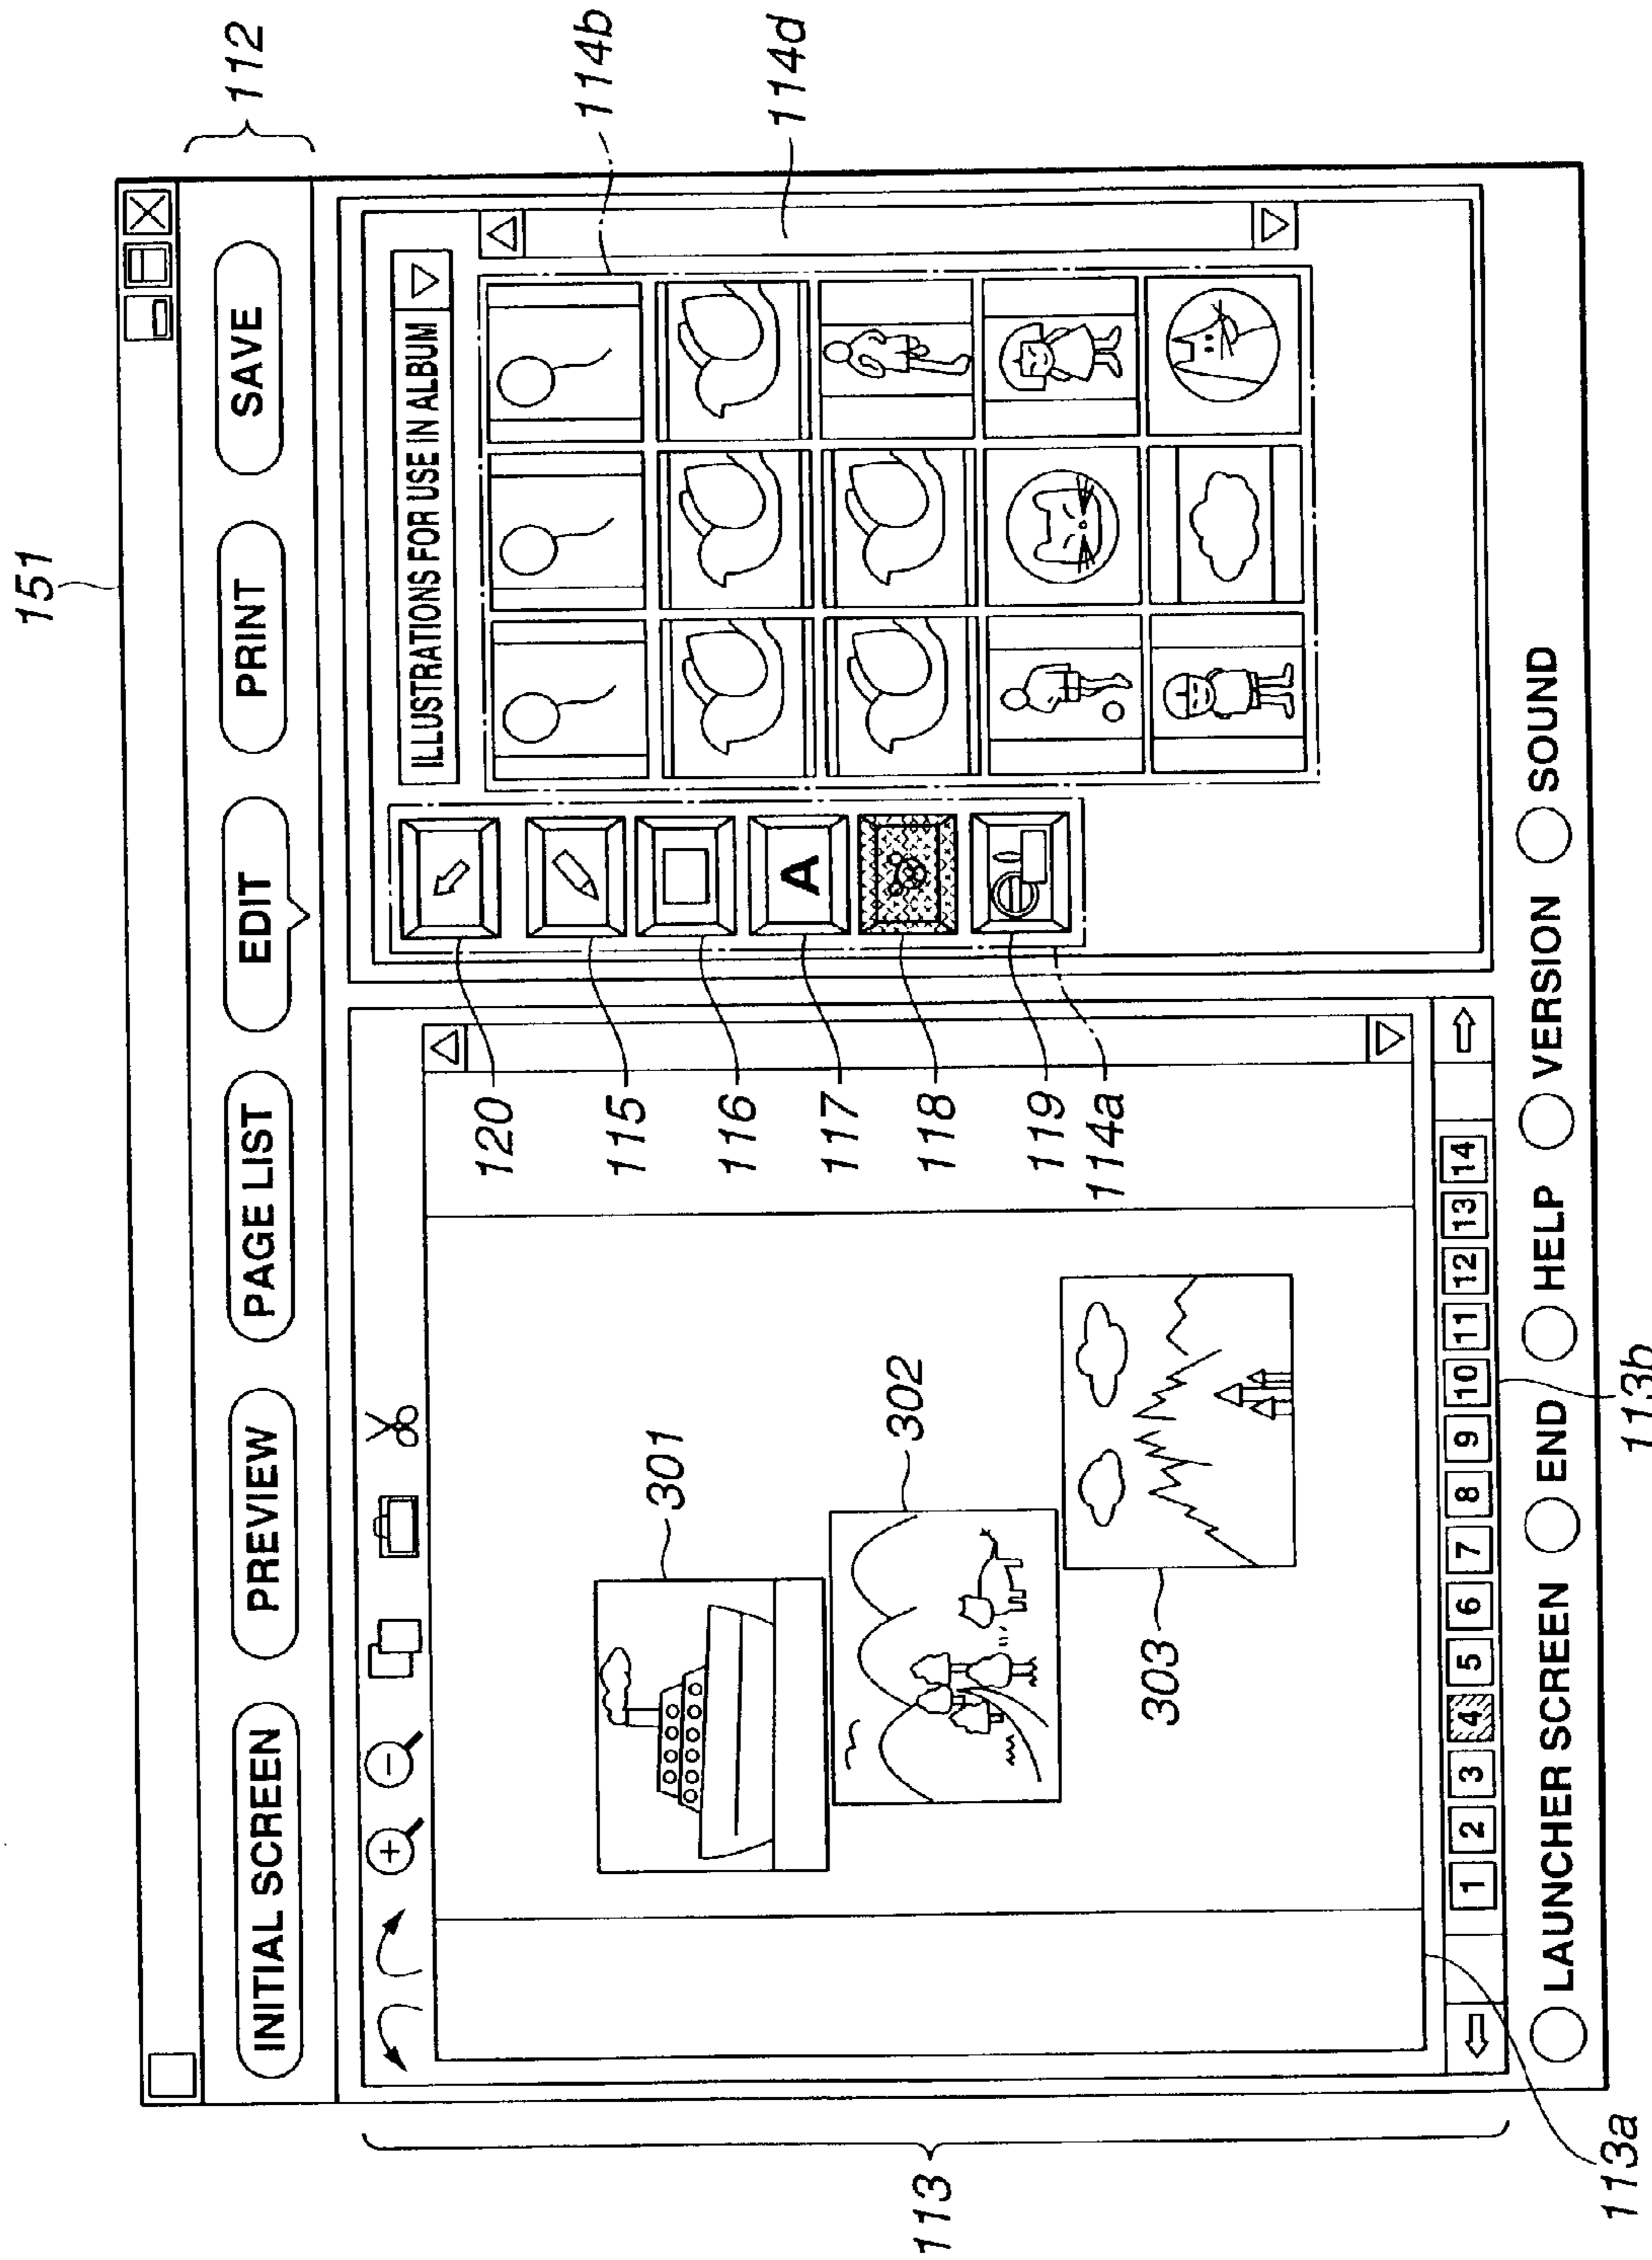 151
112
INITIAL SCREEN PREVIEW PAGE LIST EDIT PRINT SAVE
ILLUSTRATIONS FOR USE IN ALBUM
114b
114d
120
115
116
A
117
118
119
114a
301
302
303
113
1 2 3 4 5 6 7 8 9 10 11 12 13 14
LAUNCHER SCREEN END HELP VERSION SOUND
113a
113b